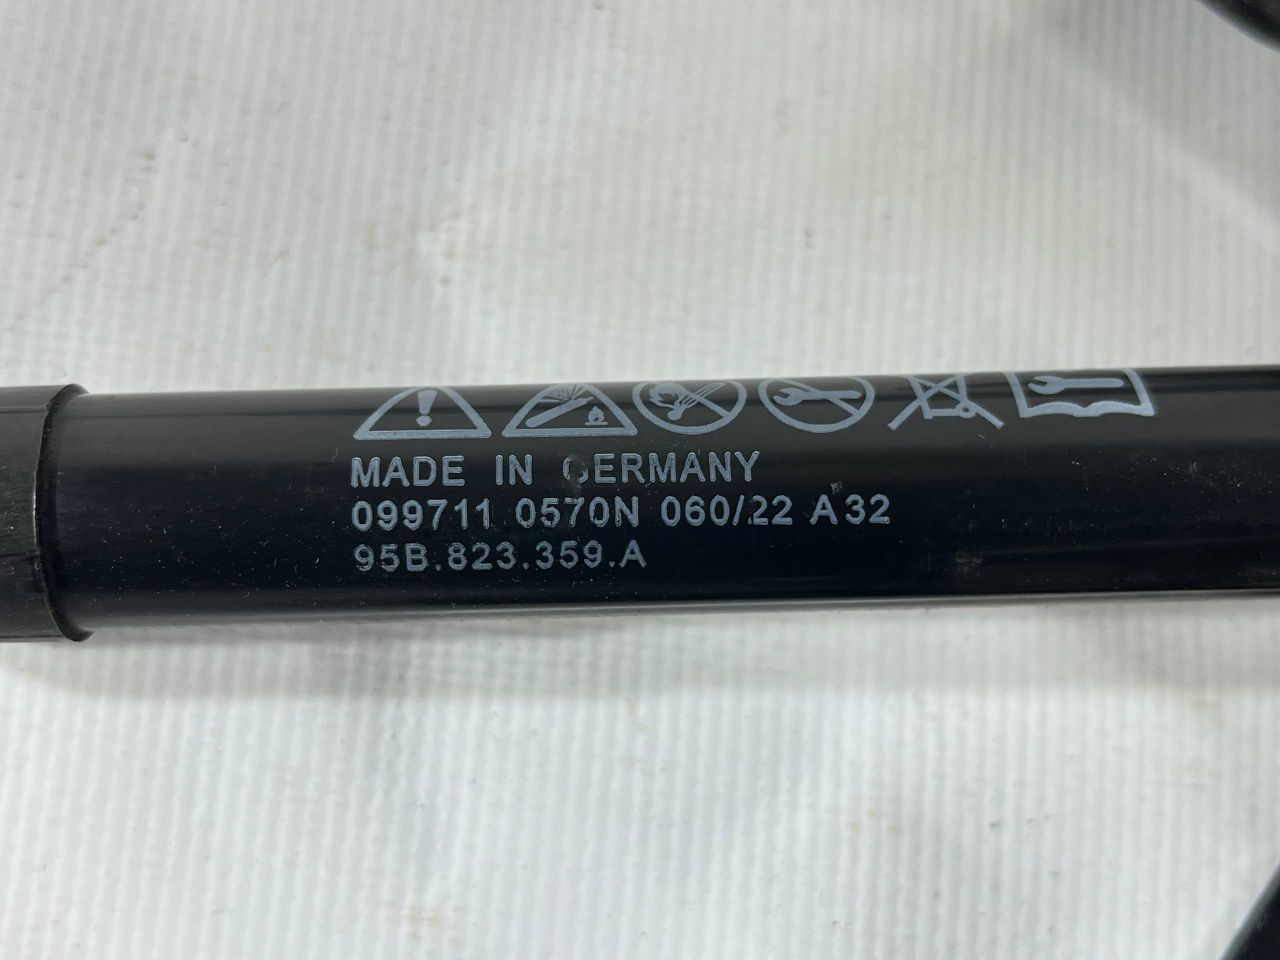 MADE IN GERMANY
099711 0570N 060/22 A32
95B.823.359.A